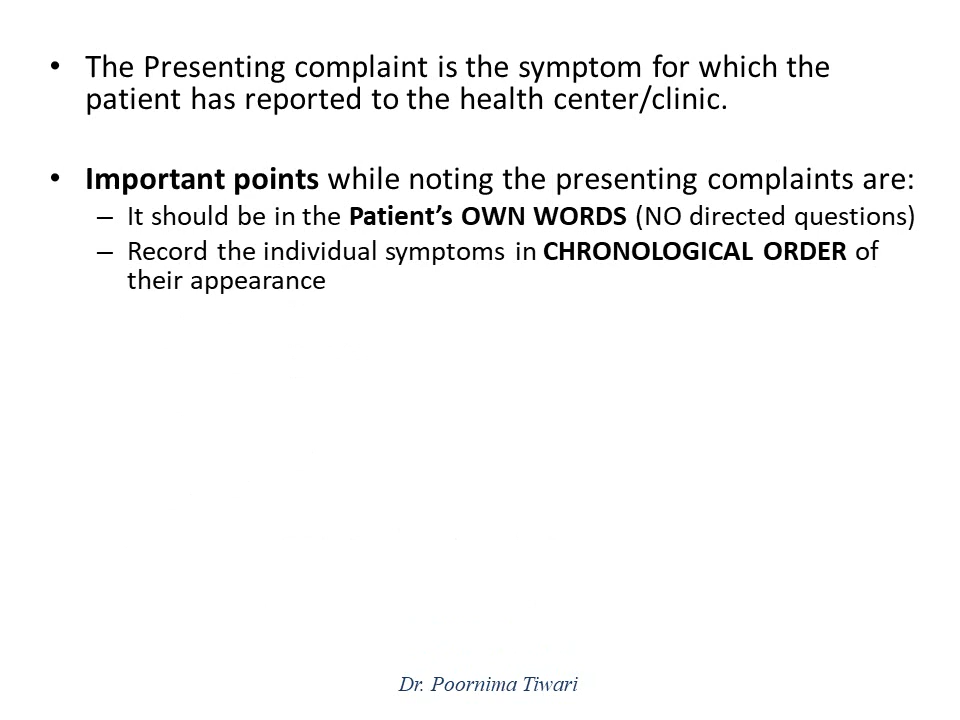 • The Presenting complaint is the symptom for which the
patient has reported to the health center/clinic.
• Important points while noting the presenting complaints are:
– It should be in the Patient’s OWN WORDS (NO directed questions)
– Record the individual symptoms in CHRONOLOGICAL ORDER of
their appearance
Dr. Poornima Tiwari